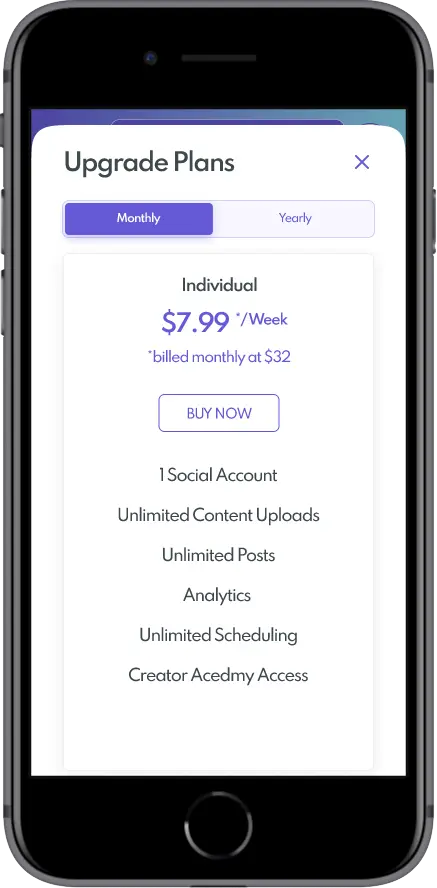 Upgrade Plans
Monthly
Yearly
Individual
$7.99 */Week
*billed monthly at $32
BUY NOW
1 Social Account
Unlimited Content Uploads
Unlimited Posts
Analytics
Unlimited Scheduling
Creator Acedmy Access